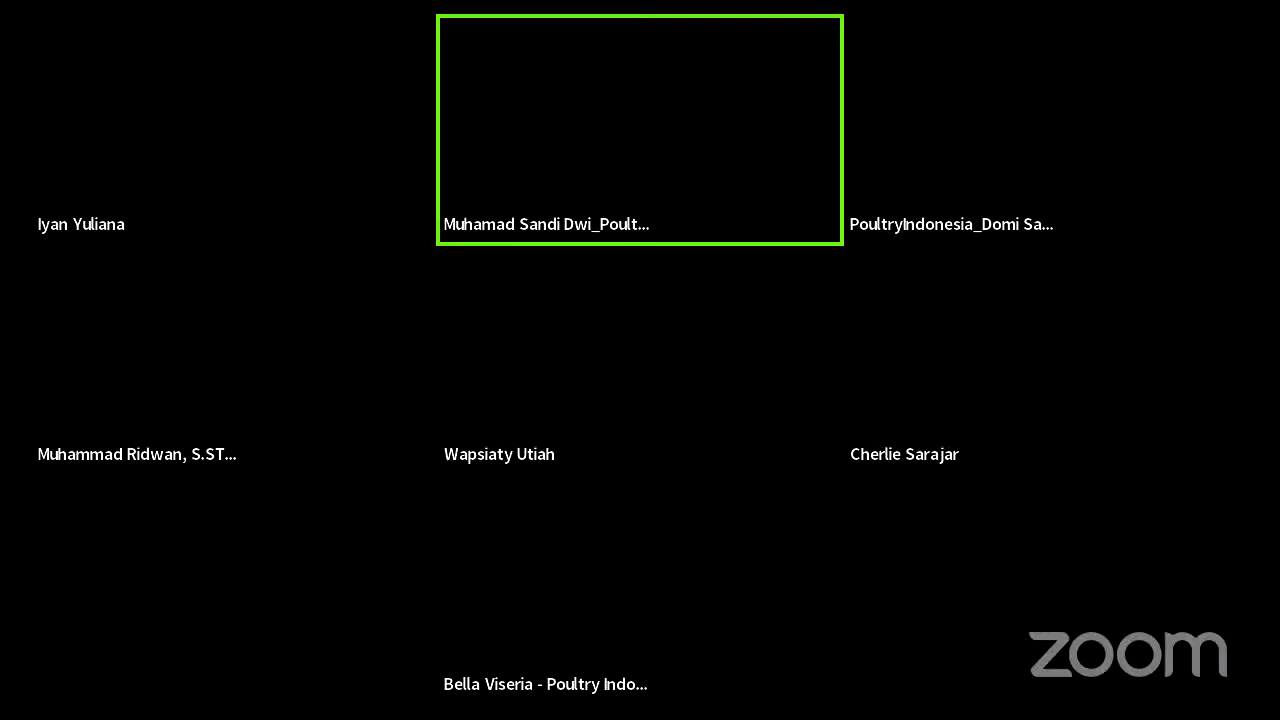 Iyan Yuliana
Muhamad Sandi Dwi_Poult...
PoultryIndonesia_Domi Sa...
Muhammad Ridwan, S.ST...
Wapsiaty Utiah
Cherlie Sarajar
Bella Viseria - Poultry Indo...
zoom